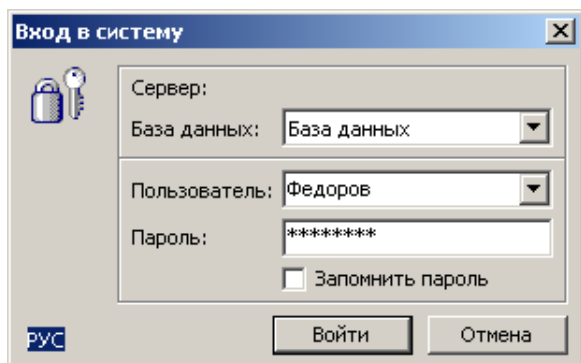 Вход в систему
Сервер:
База данных: База данных
Пользователь: Федоров
Пароль: ********
Запомнить пароль
РУС Войти Отмена